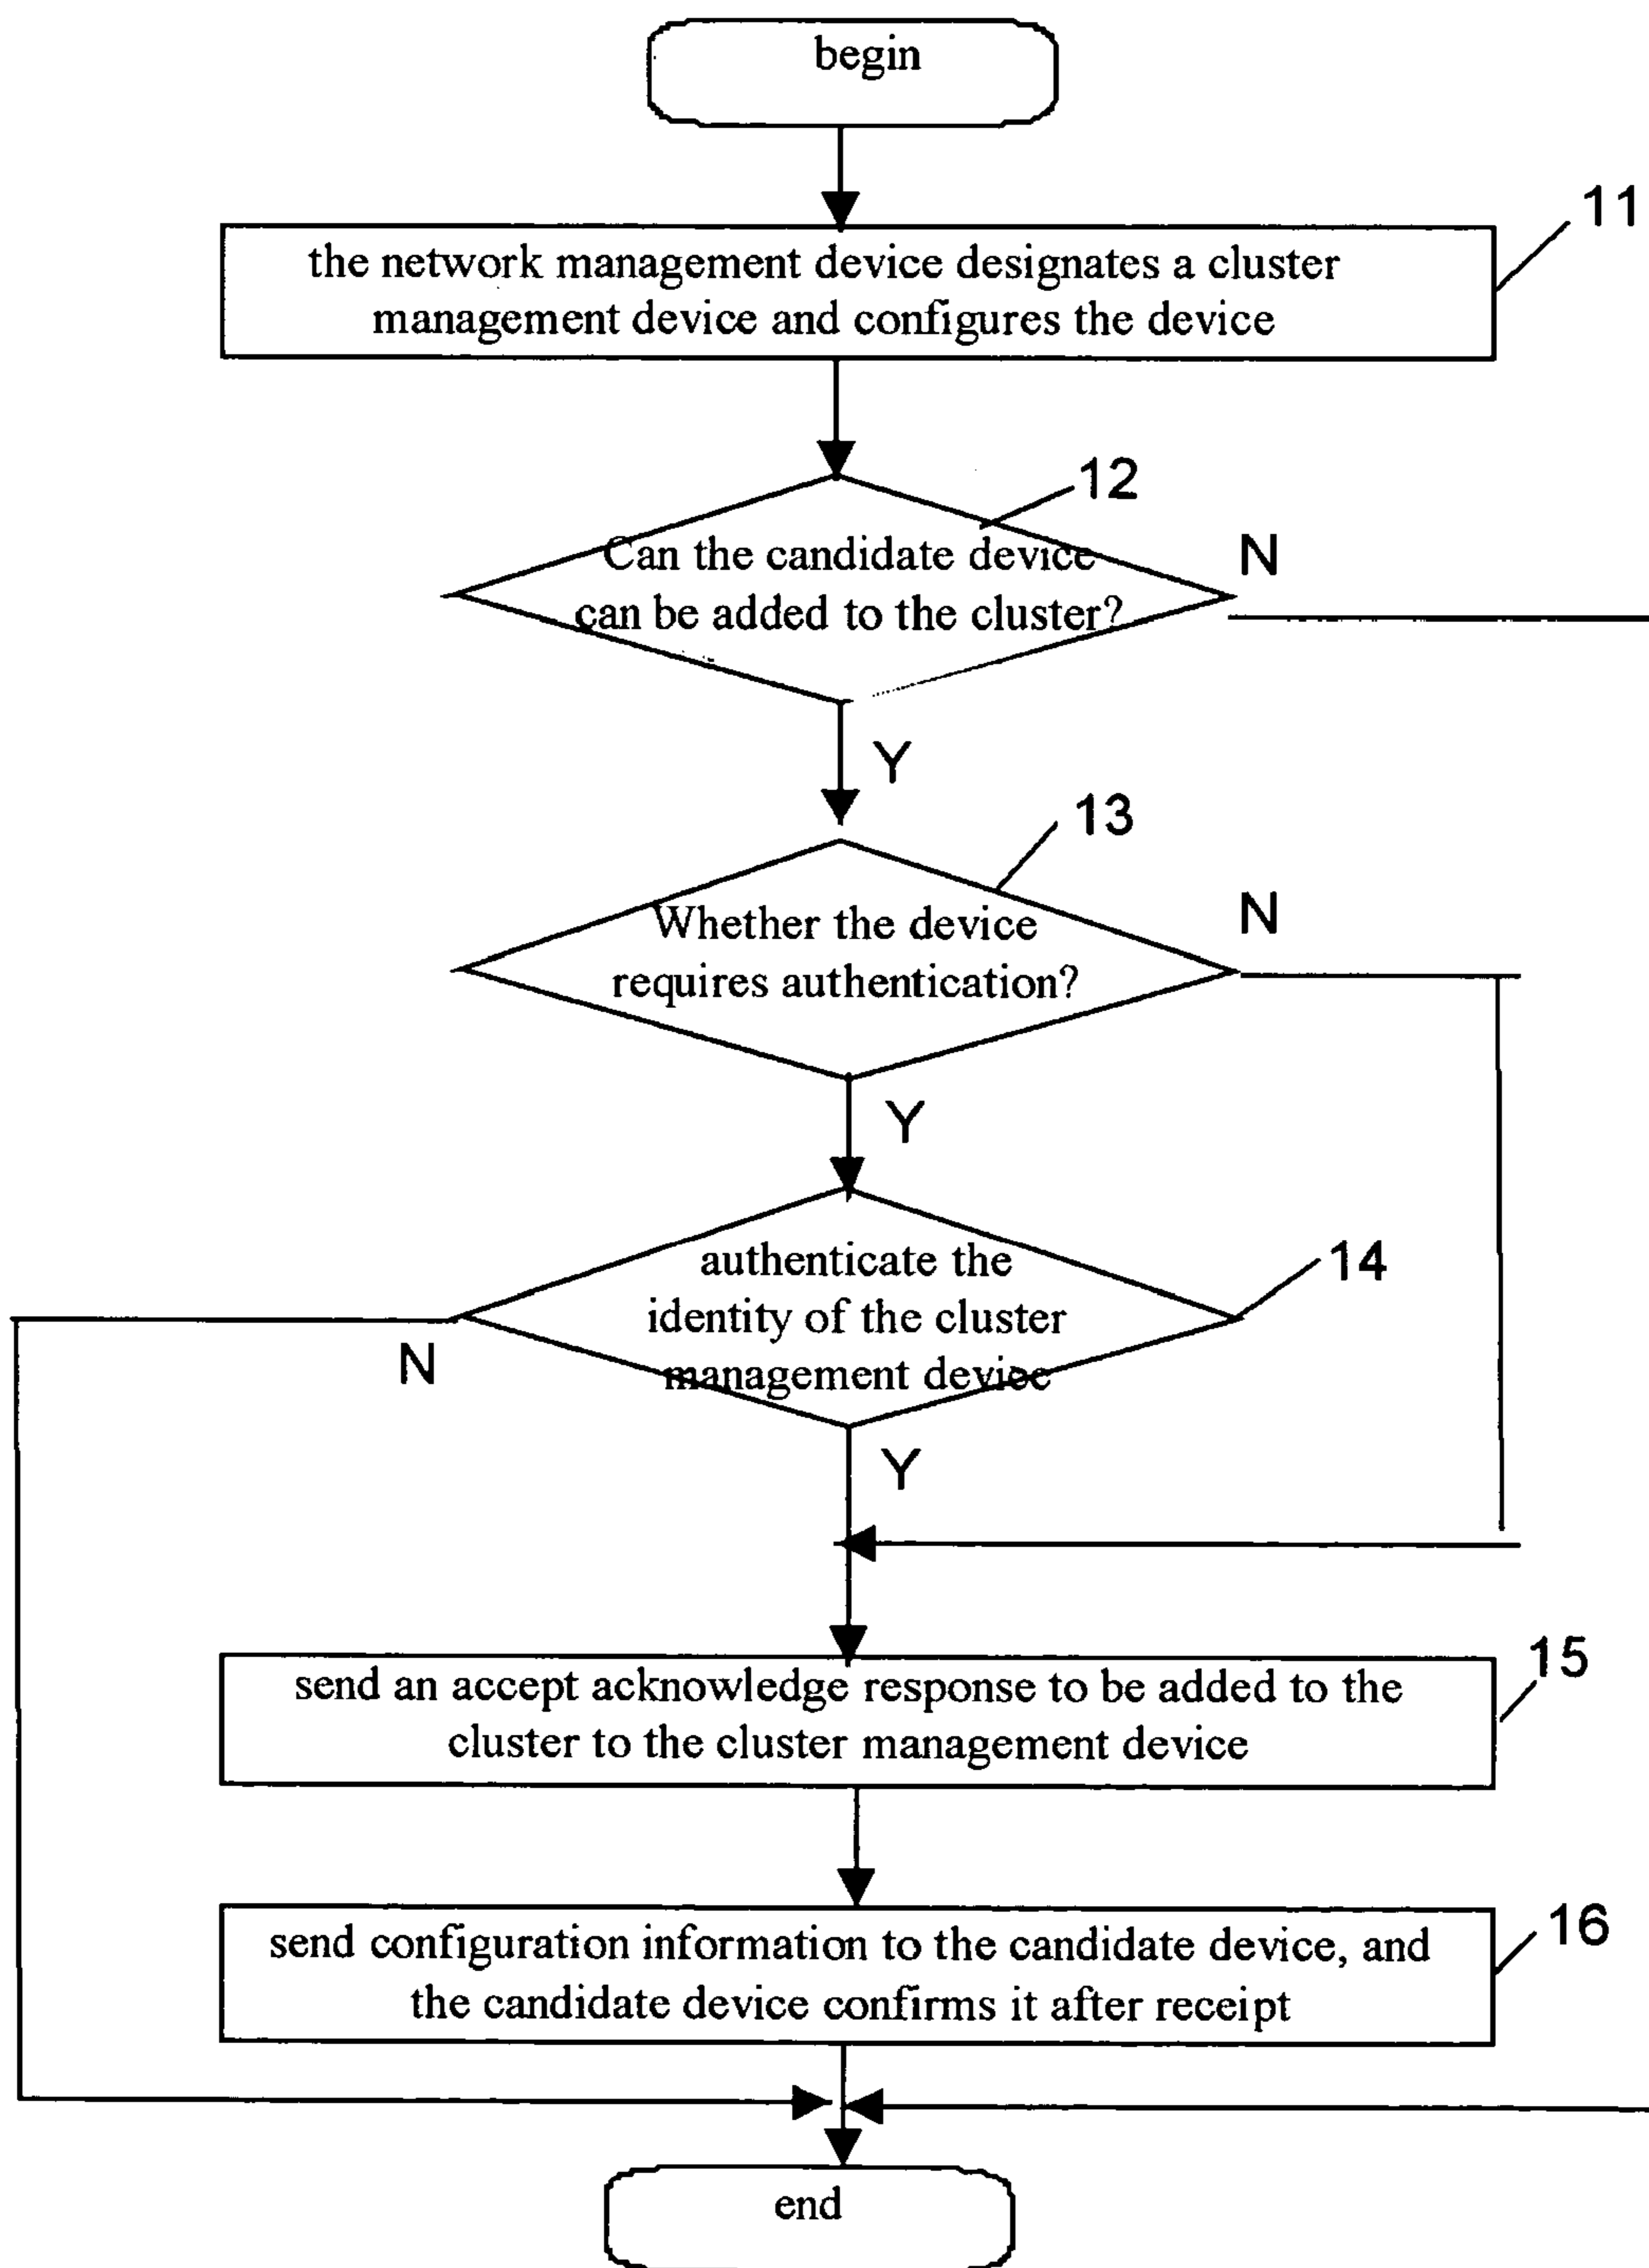 begin
11
the network management device designates a cluster
management device and configures the device
12
Can the candidate device
can be added to the cluster?
N
Y
13
Whether the device
requires authentication?
N
Y
14
authenticate the
identity of the cluster
management device
N
Y
15
send an accept acknowledge response to be added to the
cluster to the cluster management device
16
send configuration information to the candidate device, and
the candidate device confirms it after receipt
end